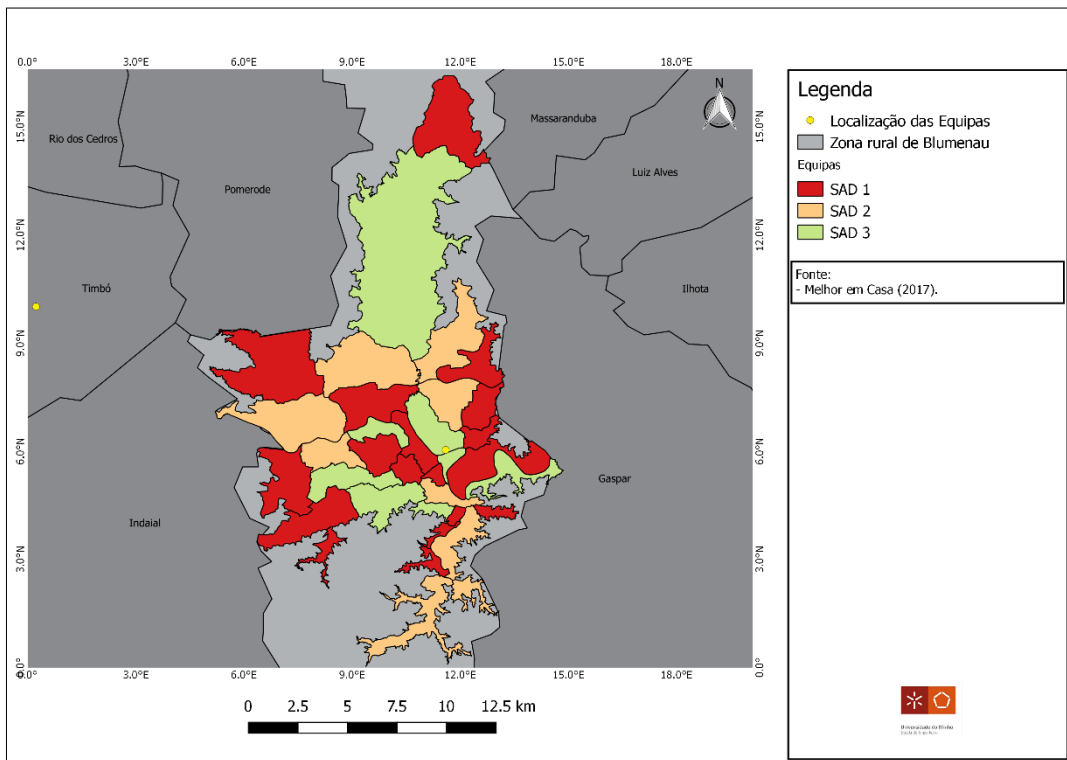 0.0° 3.0°E 6.0°E 9.0°E 12.0°E 15.0°E 18.0°E
15.0°N
12.0°N
9.0°N
6.0°N
3.0°N
0.0°
N
Rio dos Cedros
Massaranduba
Luiz Alves
Pomerode
Timbó
Ilhota
Gaspar
Indaial
15.0°N
12.0°N
9.0°N
6.0°N
3.0°N
0.0°
0.0° 3.0°E 6.0°E 9.0°E 12.0°E 15.0°E 18.0°E
0 2.5 5 7.5 10 12.5 km
Legenda
Localização das Equipas
Zona rural de Blumenau
Equipas
SAD 1
SAD 2
SAD 3
Fonte:
- Melhor em Casa (2017).
Universidade do Minho